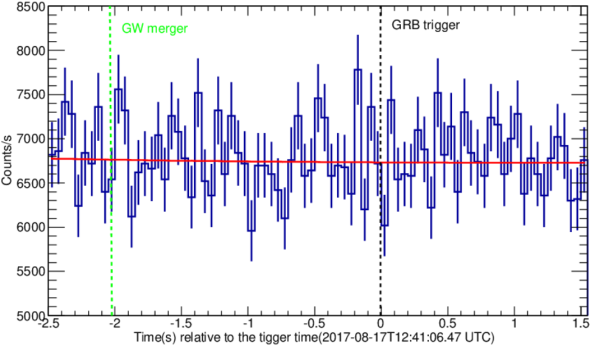 8500
8000
7500
7000
6500
6000
5500
5000
Counts/s
GW merger
GRB trigger
-2.5 -2 -1.5 -1 -0.5 0 0.5 1 1.5
Time(s) relative to the tigger time(2017-08-17T12:41:06.47 UTC)